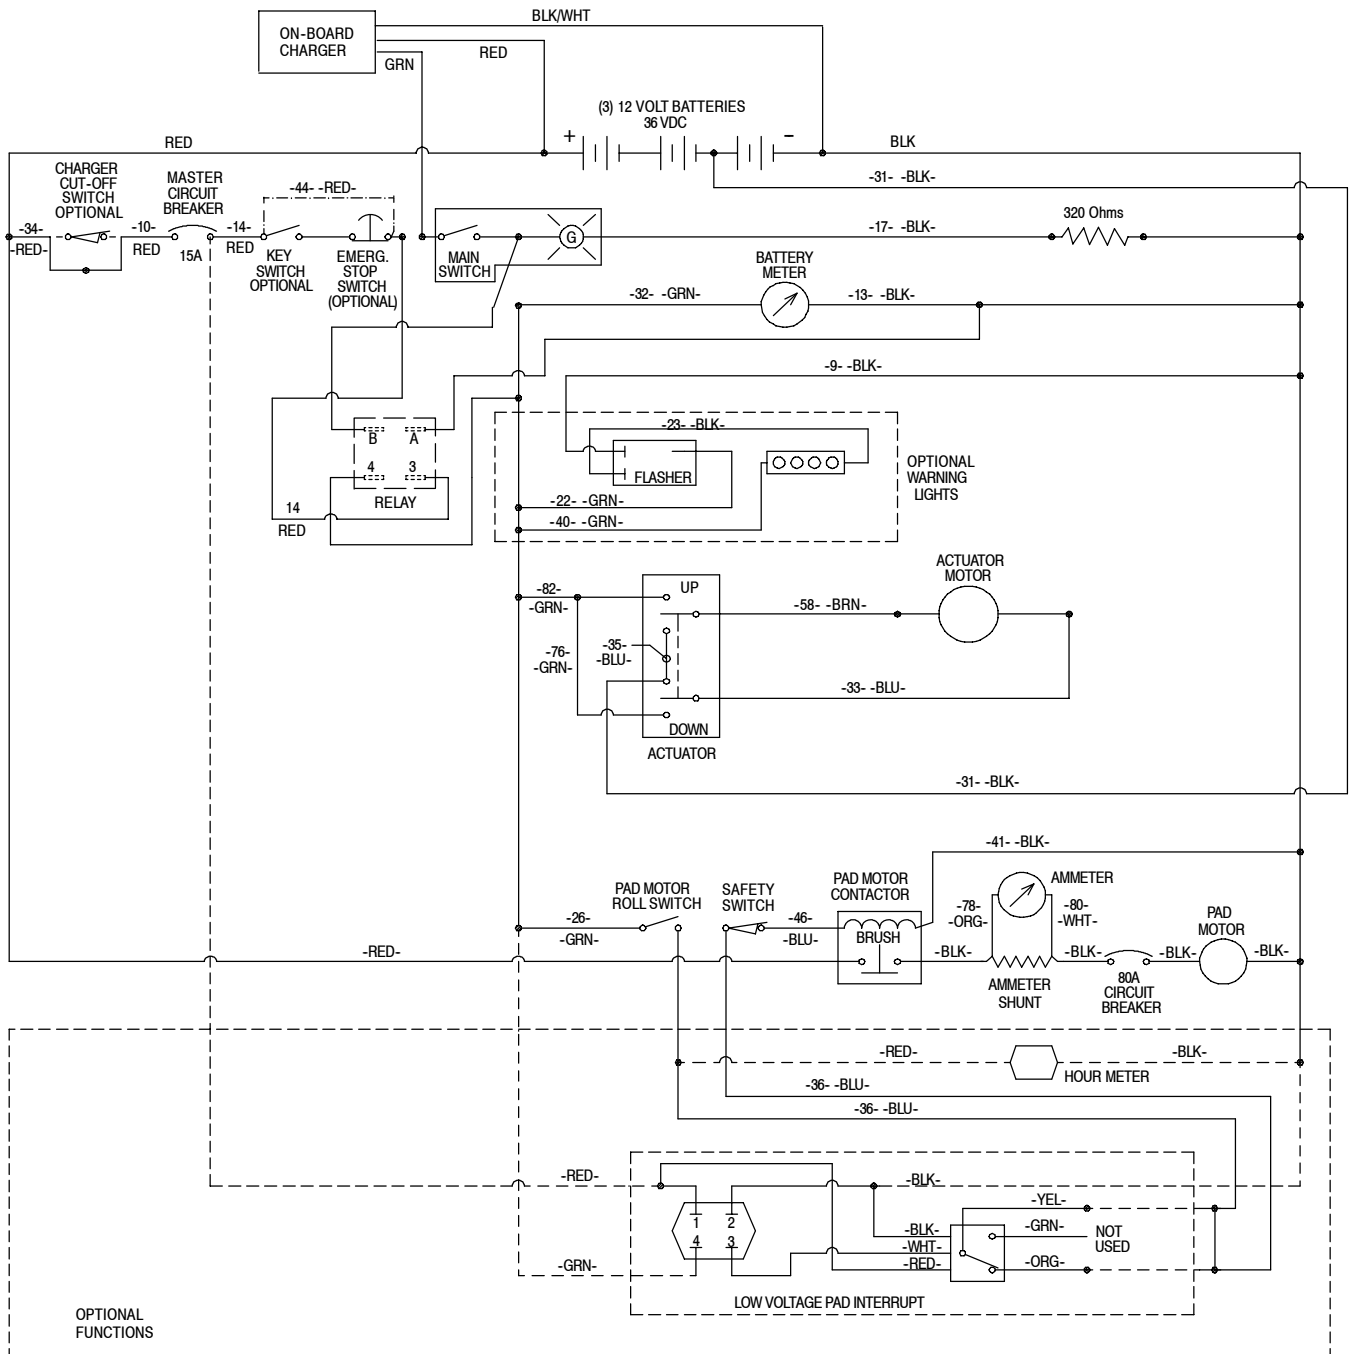 BLK/WHT
ON-BOARD
CHARGER
RED
GRN
(3) 12 VOLT BATTERIES
36 VDC
+
−
RED
BLK
CHARGER
CUT-OFF
SWITCH
OPTIONAL
MASTER
CIRCUIT
BREAKER
-31- -BLK-
-44- -RED-
-34-
-RED-
-10-
RED
15A
-14-
RED
KEY
SWITCH
OPTIONAL
EMERG.
STOP
SWITCH
(OPTIONAL)
MAIN
SWITCH
G
-17- -BLK-
320 Ohms
BATTERY
METER
-32- -GRN-
-13- -BLK-
-9- -BLK-
B A
4 3
RELAY
14
RED
-23- -BLK-
FLASHER
-22- -GRN-
-40- -GRN-
OPTIONAL
WARNING
LIGHTS
-82-
-GRN-
-76-
-GRN-
-35-
-BLU-
UP
DOWN
ACTUATOR
-58- -BRN-
ACTUATOR
MOTOR
-33- -BLU-
-31- -BLK-
-41- -BLK-
PAD MOTOR
ROLL SWITCH
-26-
-GRN-
SAFETY
SWITCH
-46-
-BLU-
PAD MOTOR
CONTACTOR
BRUSH
AMMETER
-78-
-ORG-
-80-
-WHT-
PAD
MOTOR
-RED-
-BLK-
AMMETER
SHUNT
-BLK-
80A
CIRCUIT
BREAKER
-BLK-
-BLK-
-RED-
-BLK-
HOUR METER
-36- -BLU-
-36- -BLU-
-RED-
-BLK-
1 2
4 3
-GRN-
-BLK-
-WHT-
-RED-
-YEL-
-GRN-
NOT
USED
-ORG-
LOW VOLTAGE PAD INTERRUPT
OPTIONAL
FUNCTIONS